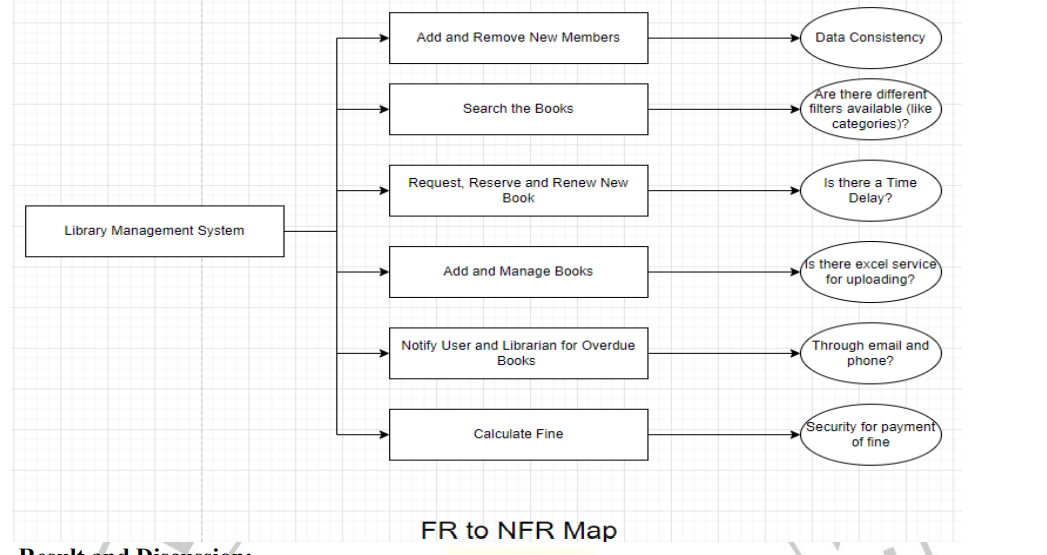 Add and Remove New Members
Data Consistency
Search the Books
Are there different
filters available (like
categories)?
Request, Reserve and Renew New
Book
Is there a Time
Delay?
Library Management System
Add and Manage Books
Is there excel service
for uploading?
Notify User and Librarian for Overdue
Books
Through email and
phone?
Calculate Fine
Security for payment
of fine
FR to NFR Map
Result and Discussion: